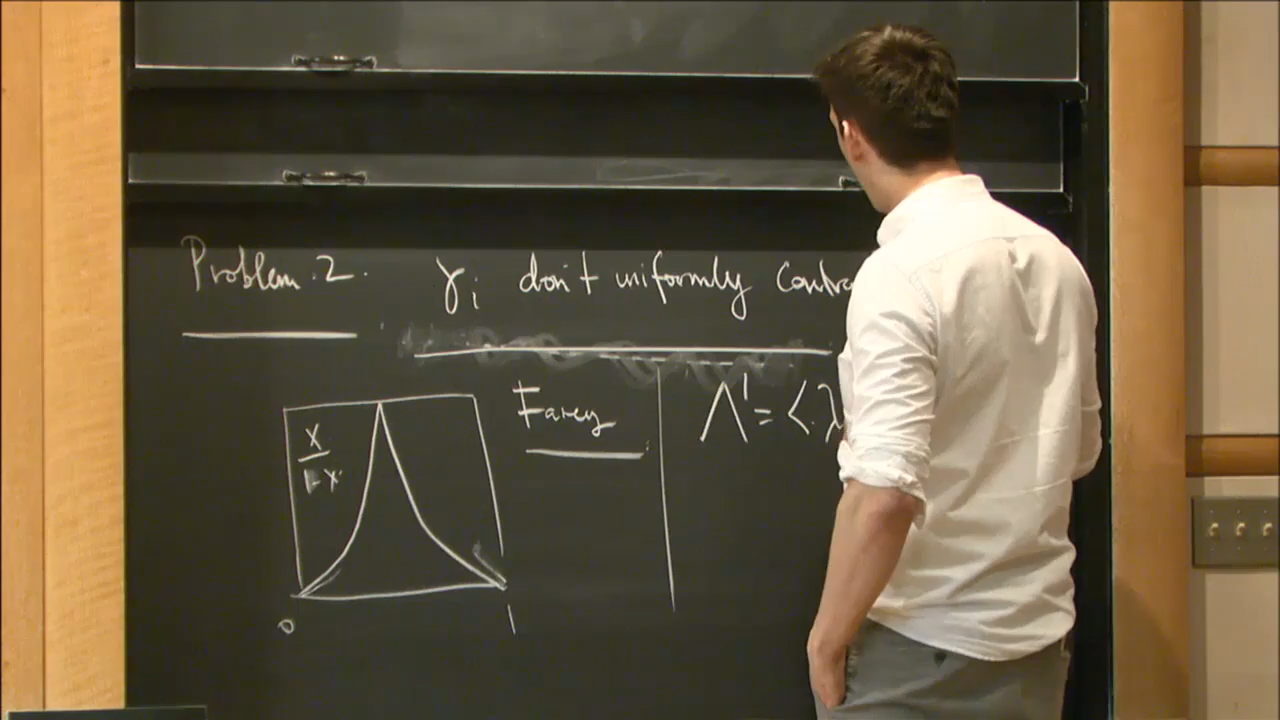 Problem 2. γᵢ don't uniformly
Farey
Λ' = <λ
x
1-x
0
1